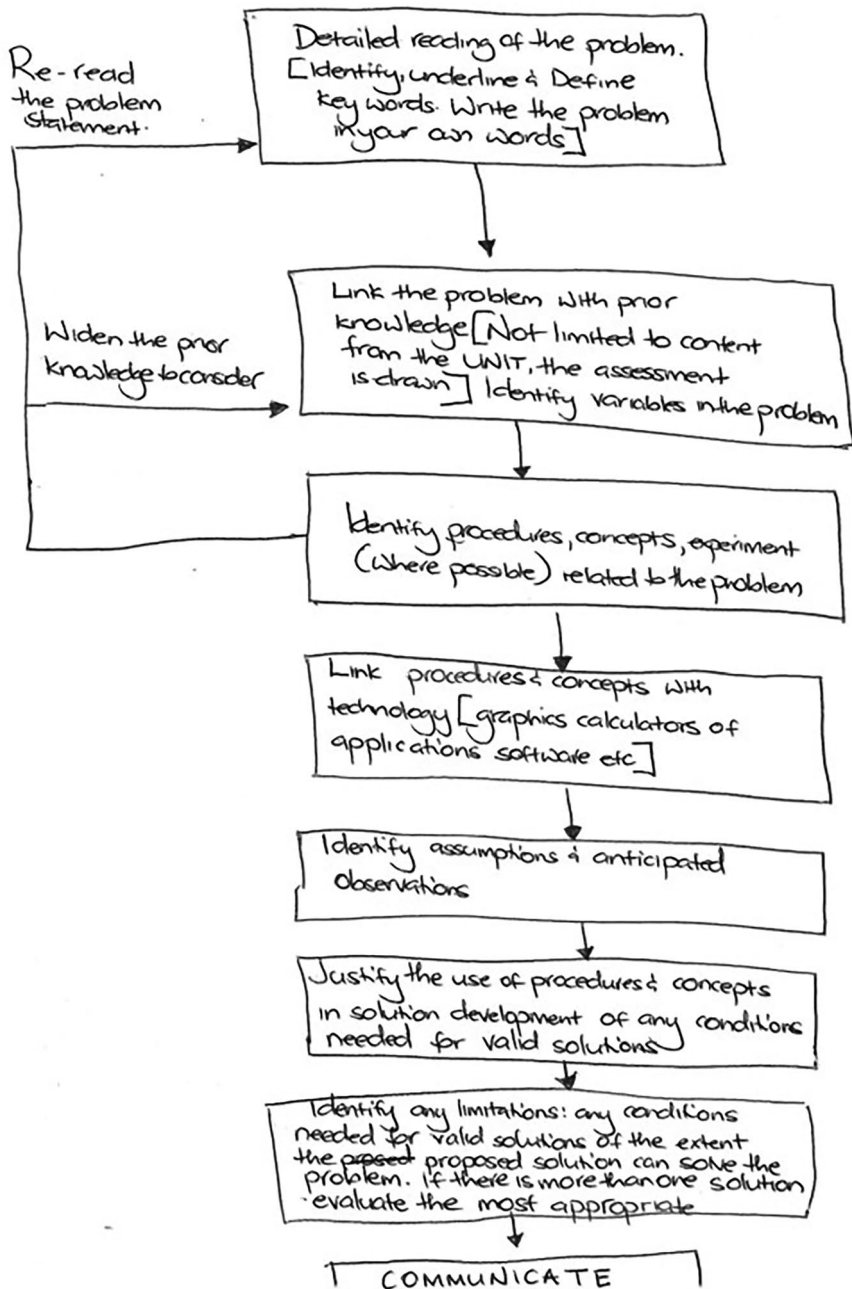 Detailed reading of the problem.
[Identify, underline & Define
key words. Write the problem
in your own words]
Re-read
the problem
statement.
Link the problem with prior
knowledge [Not limited to content
from the UNIT, the assessment
is drawn] Identify variables in the problem
Widen the prior
knowledge to consider
Identify procedures, concepts, experiment
(where possible) related to the problem
Link procedures & concepts with
technology [graphics calculators of
applications software etc]
Identify assumptions & anticipated
observations
Justify the use of procedures & concepts
in solution development of any conditions
needed for valid solutions
Identify any limitations: any conditions
needed for valid solutions of the extent
the prosed proposed solution can solve the
problem. If there is more than one solution
evaluate the most appropriate
COMMUNICATE